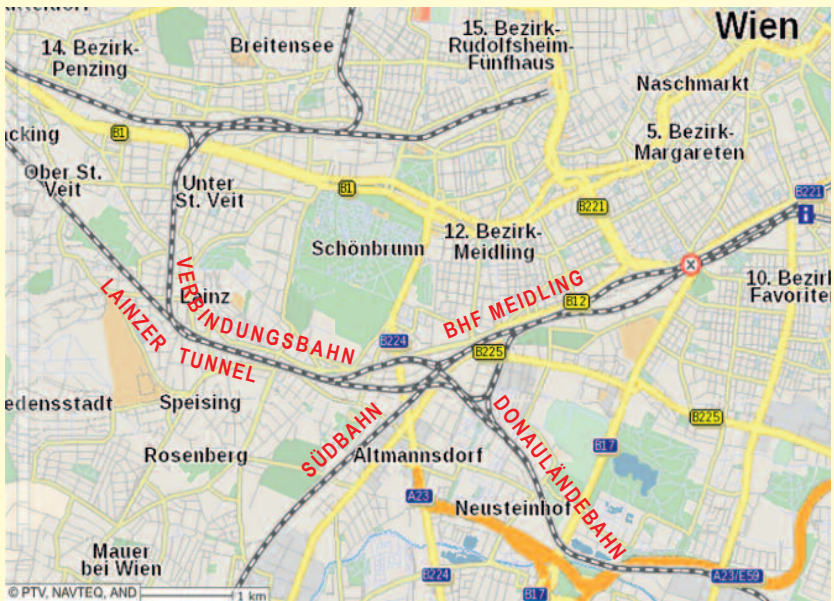 14. Bezirk-
Penzing
Breitensee
15. Bezirk-
Rudolfsheim-
Fünfhaus
Wien
Naschmarkt
5. Bezirk-
Margareten
B1
Ober St.
Veit
Unter
St. Veit
B1
B221
B221
12. Bezirk-
Meidling
Schönbrunn
i
x
10. Bezirk
Favorite
Lainz
VERBINDUNGSBAHN
LAINZER TUNNEL
BHF MEIDLING
B12
B224
B225
B225
edensstadt
Speising
SÜDBAHN
DONAULÄNDEBAHN
Rosenberg
Altmannsdorf
B17
A23
Neusteinhof
Mauer
bei Wien
B224
B17
A23/E59
© PTV, NAVTEQ, AND
1 km